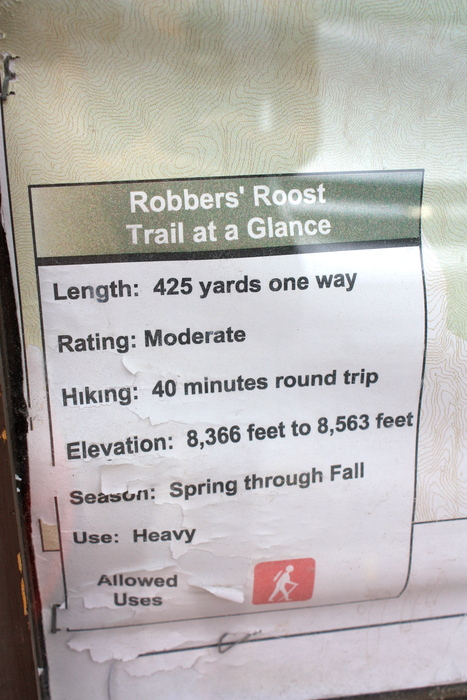 Robbers' Roost
Trail at a Glance
Length: 425 yards one way
Rating: Moderate
Hiking: 40 minutes round trip
Elevation: 8,366 feet to 8,563 feet
Season: Spring through Fall
Use: Heavy
Allowed
Uses